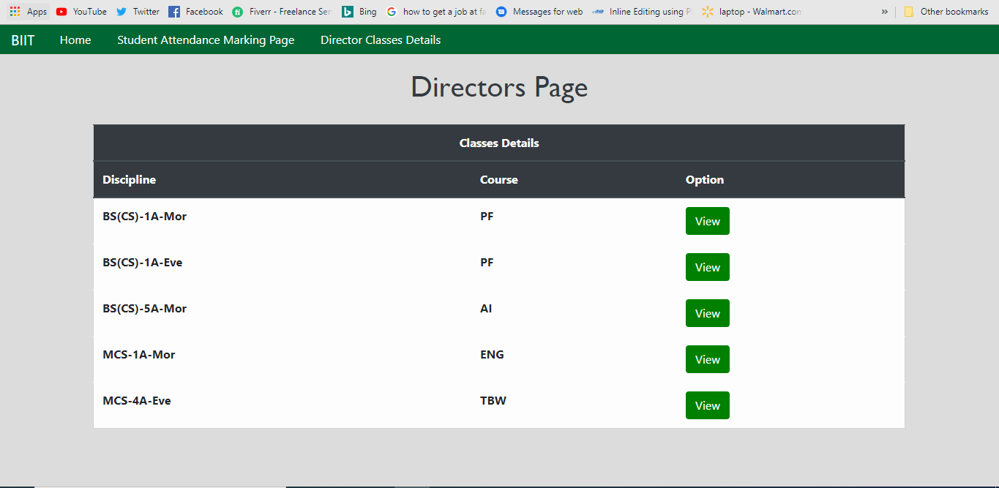 Apps YouTube Twitter Facebook Fiverr - Freelance Ser Bing how to get a job at fa Messages for web Inline Editing using P laptop - Walmart.com » Other bookmarks
BIIT Home Student Attendance Marking Page Director Classes Details
Directors Page
Classes Details
Discipline Course Option
BS(CS)-1A-Mor PF View
BS(CS)-1A-Eve PF View
BS(CS)-5A-Mor AI View
MCS-1A-Mor ENG View
MCS-4A-Eve TBW View